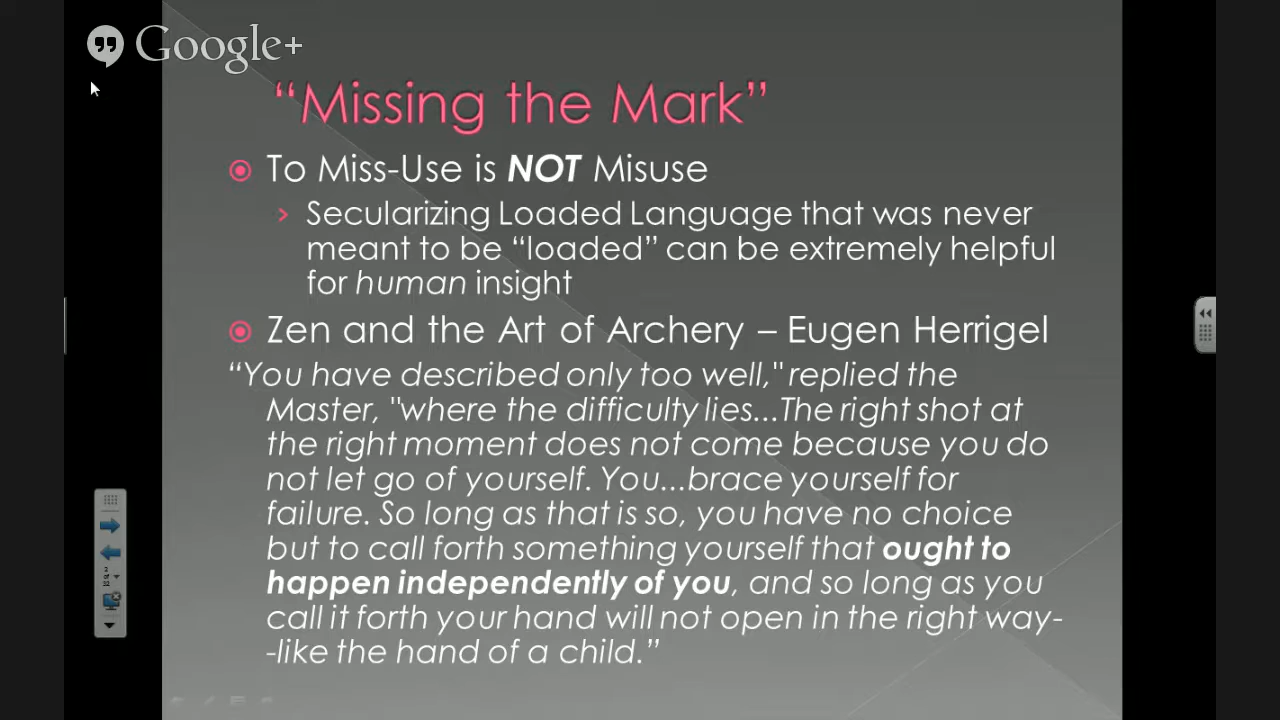 Google+
“Missing the Mark”
To Miss-Use is NOT Misuse
Secularizing Loaded Language that was never
meant to be “loaded” can be extremely helpful
for human insight
Zen and the Art of Archery – Eugen Herrigel
“You have described only too well," replied the
Master, "where the difficulty lies...The right shot at
the right moment does not come because you do
not let go of yourself. You...brace yourself for
failure. So long as that is so, you have no choice
but to call forth something yourself that ought to
happen independently of you, and so long as you
call it forth your hand will not open in the right way-
-like the hand of a child.”